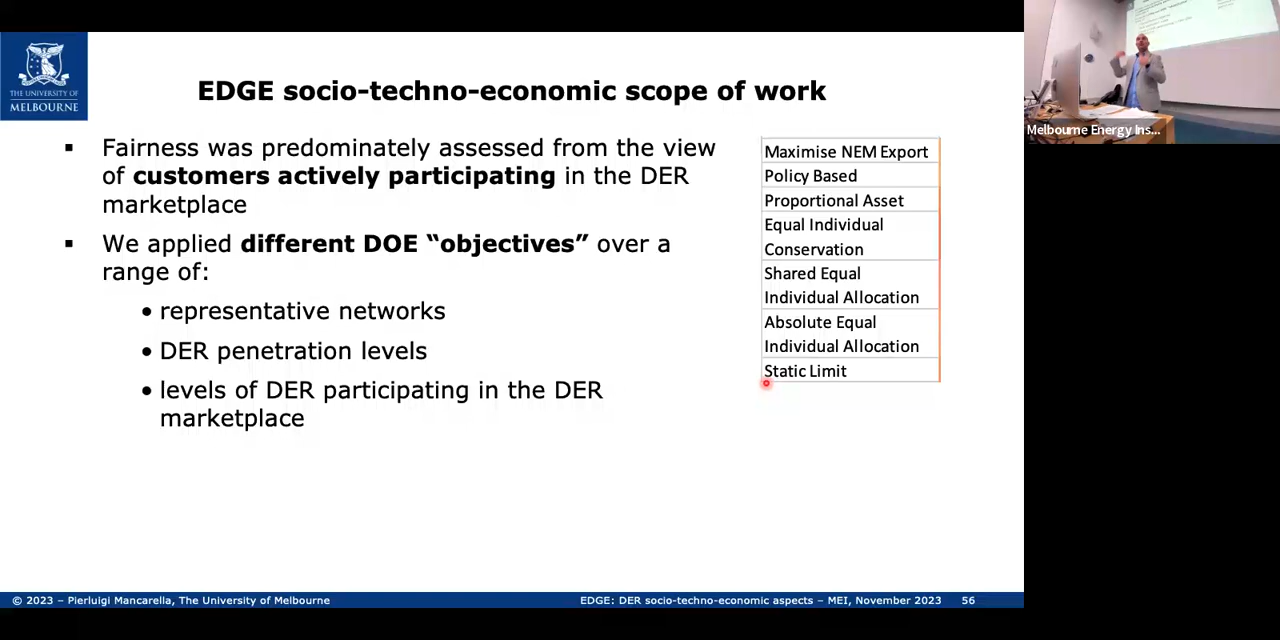 THE UNIVERSITY OF
MELBOURNE
EDGE socio-techno-economic scope of work
▪ Fairness was predominately assessed from the view
of customers actively participating in the DER
marketplace
▪ We applied different DOE “objectives” over a
range of:
• representative networks
• DER penetration levels
• levels of DER participating in the DER
marketplace
Maximise NEM Export
Policy Based
Proportional Asset
Equal Individual
Conservation
Shared Equal
Individual Allocation
Absolute Equal
Individual Allocation
Static Limit
Melbourne Energy Ins...
© 2023 – Pierluigi Mancarella, The University of Melbourne
EDGE: DER socio-techno-economic aspects – MEI, November 2023 56